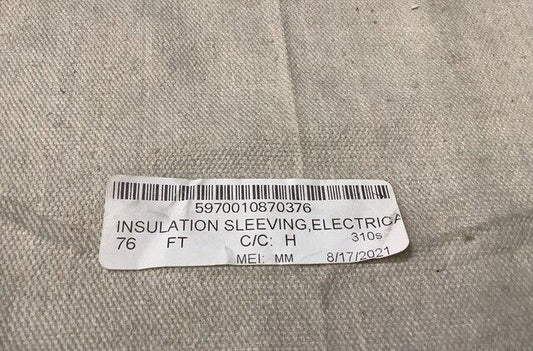 5970010870376
INSULATION SLEEVING,ELECTRICA
76 FT C/C: H 310s
MEI: MM 8/17/2021